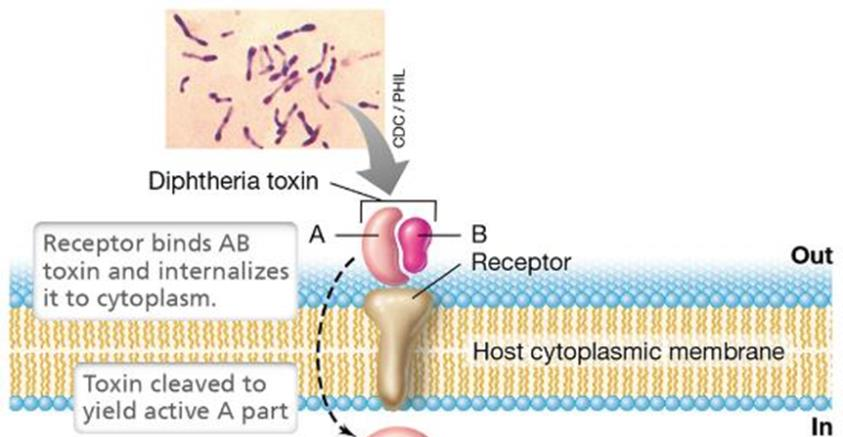 CDC / PHIL
Diphtheria toxin
A
B
Receptor binds AB
toxin and internalizes
it to cytoplasm.
Receptor
Out
Host cytoplasmic membrane
Toxin cleaved to
yield active A part
In